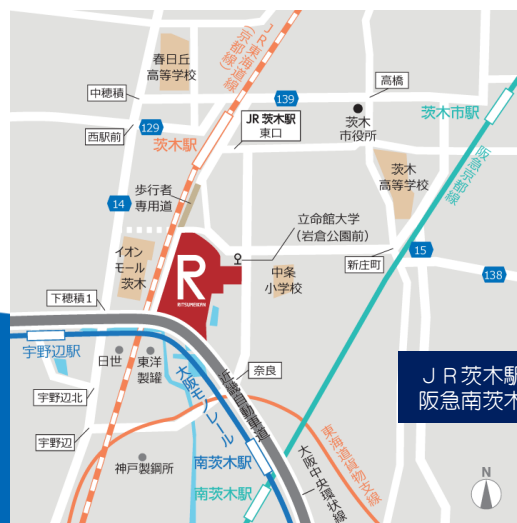 春日丘
高等学校
JR東海道線
(京都線)
中穂積
139
高橋
JR 茨木駅
東口
茨木
市役所
茨木市駅
西駅前
129
茨木駅
阪急京都線
茨木
高等学校
歩行者
専用道
14
立命館大学
(岩倉公園前)
イオン
モール
茨木
R
RITSUMEIKAN
中条
小学校
新庄町
15
138
下穂積1
宇野辺駅
日世
東洋
製罐
大阪モノレール
近畿自動車道
奈良
JR茨木駅
阪急南茨木
宇野辺北
宇野辺
神戸製鋼所
南茨木駅
南茨木駅
大阪中央環状線
東海道貨物支線
N